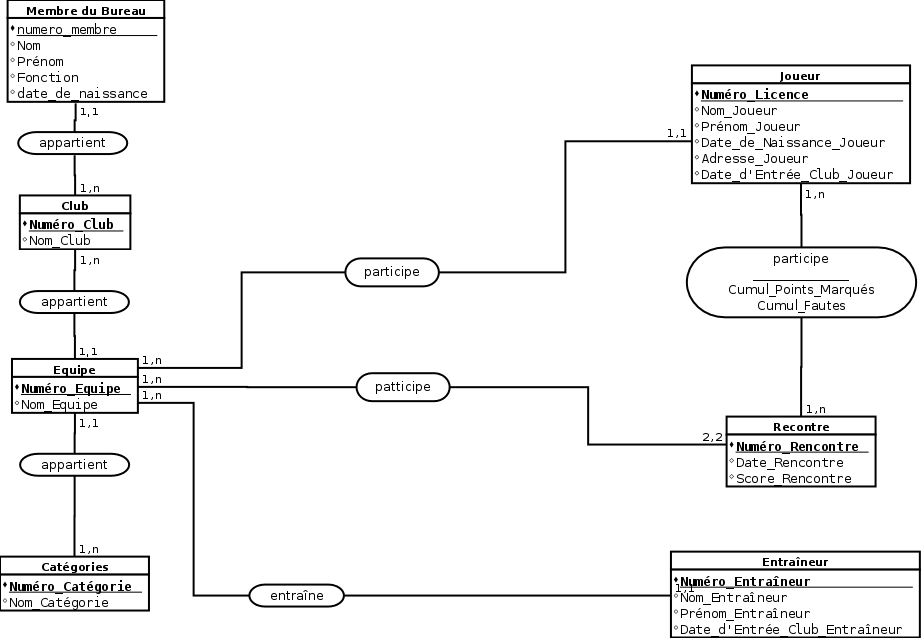 Membre du Bureau
numero_membre
Nom
Prénom
Fonction
date_de_naissance
1,1
appartient
1,n
Club
Numéro_Club
Nom_Club
1,n
appartient
1,1
Equipe
Numéro_Equipe
Nom_Equipe
1,n
1,n
1,n
1,1
appartient
1,n
Catégories
Numéro_Catégorie
Nom_Catégorie
participe
1,1
Joueur
Numéro_Licence
Nom_Joueur
Prénom_Joueur
Date_de_Naissance_Joueur
Adresse_Joueur
Date_d'Entrée_Club_Joueur
1,n
participe
Cumul_Points_Marqués
Cumul_Fautes
1,n
patticipe
2,2
Recontre
Numéro_Rencontre
Date_Rencontre
Score_Rencontre
entraîne
1,1
Entraîneur
Numéro_Entraîneur
Nom_Entraîneur
Prénom_Entraîneur
Date_d'Entrée_Club_Entraîneur